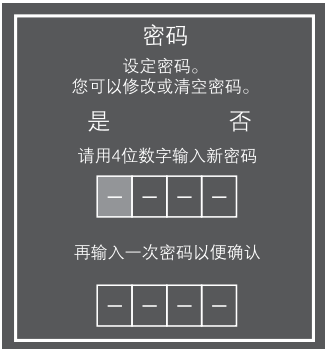 密码
设定密码。
您可以修改或清空密码。
是 否
请用4位数字输入新密码
– – – –
再输入一次密码以便确认
– – – –